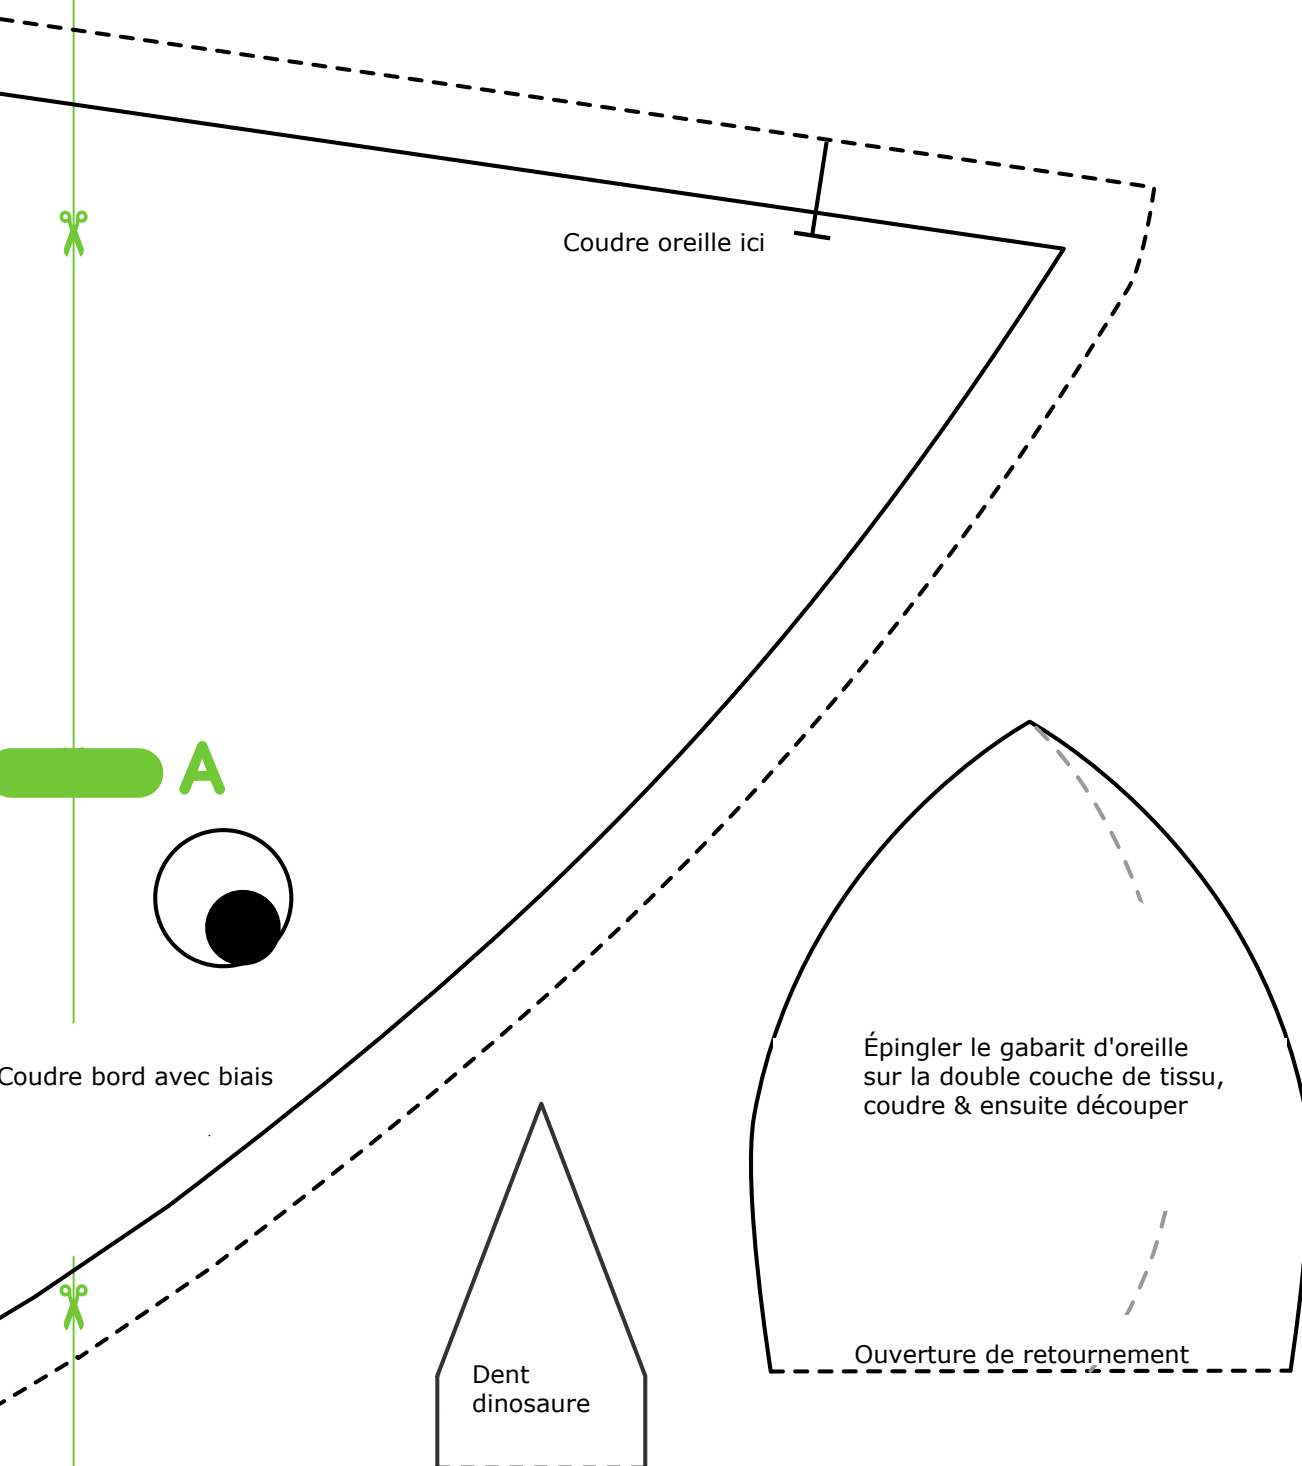 Coudre oreille ici
A
Coudre bord avec biais
Épingler le gabarit d'oreille
sur la double couche de tissu,
coudre & ensuite découper
Ouverture de retournement
Dent
dinosaure